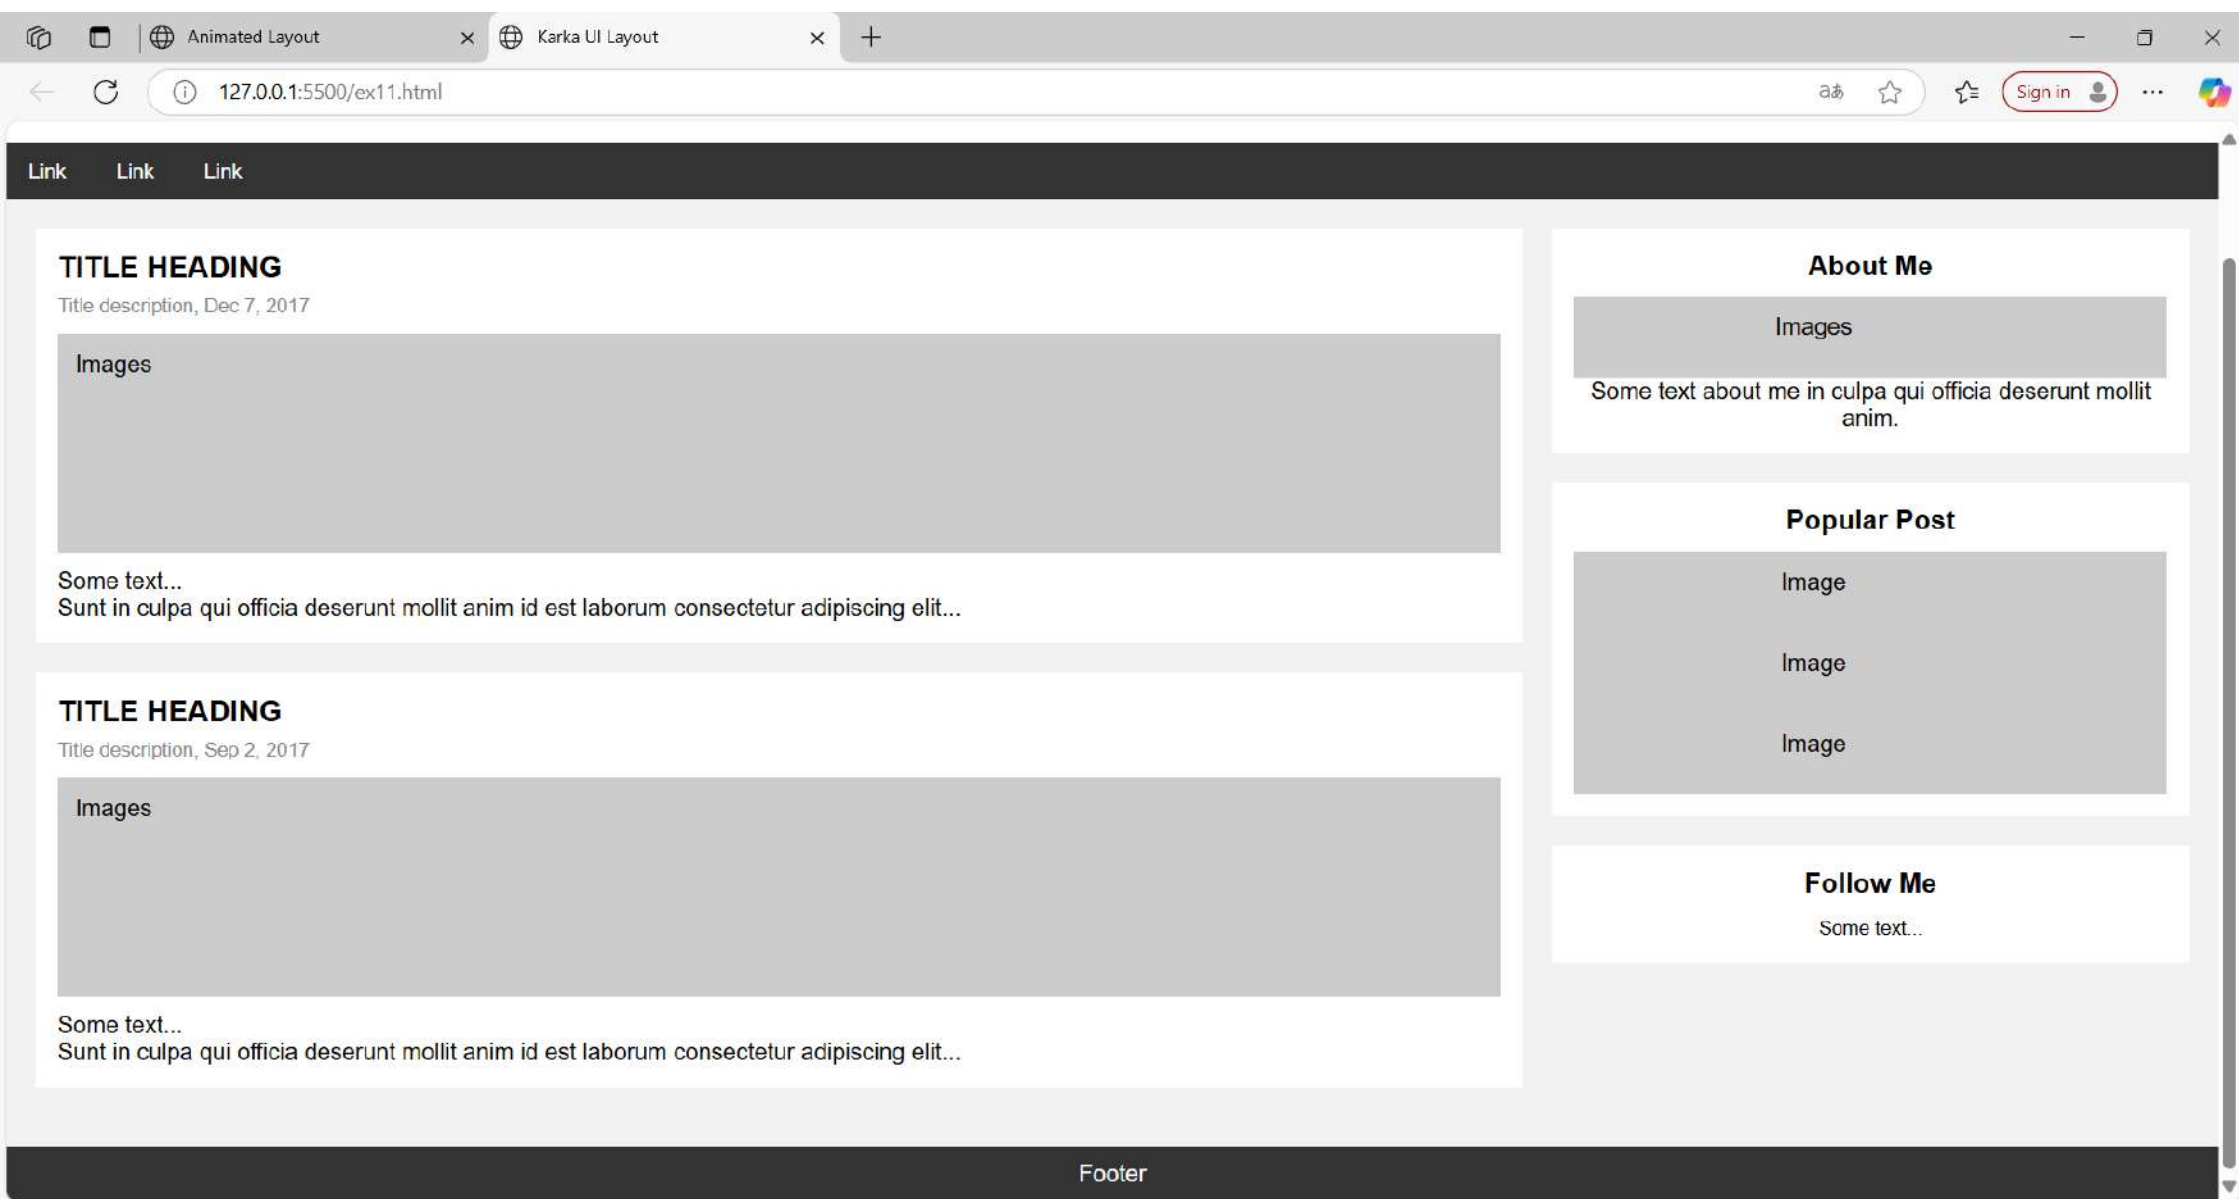 Animated Layout
Karka UI Layout
127.0.0.1:5500/ex11.html
aあ
Sign in
Link Link Link
TITLE HEADING
Title description, Dec 7, 2017
Images
Some text...
Sunt in culpa qui officia deserunt mollit anim id est laborum consectetur adipiscing elit...
TITLE HEADING
Title description, Sep 2, 2017
Images
Some text...
Sunt in culpa qui officia deserunt mollit anim id est laborum consectetur adipiscing elit...
About Me
Images
Some text about me in culpa qui officia deserunt mollit
anim.
Popular Post
Image
Image
Image
Follow Me
Some text...
Footer